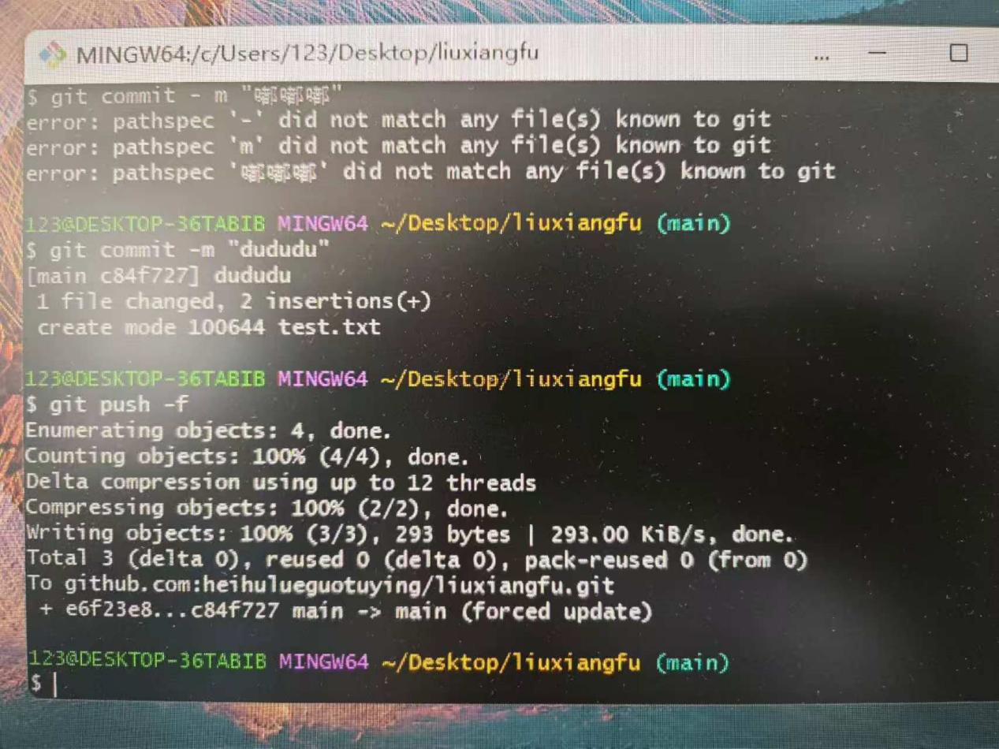 MINGW64:/c/Users/123/Desktop/liuxiangfu
$ git commit - m "嘟嘟嘟"
error: pathspec '-' did not match any file(s) known to git
error: pathspec 'm' did not match any file(s) known to git
error: pathspec '嘟嘟嘟' did not match any file(s) known to git
123@DESKTOP-36TABIB MINGW64 ~/Desktop/liuxiangfu (main)
$ git commit -m "dududu"
[main c84f727] dududu
1 file changed, 2 insertions(+)
create mode 100644 test.txt
123@DESKTOP-36TABIB MINGW64 ~/Desktop/liuxiangfu (main)
$ git push -f
Enumerating objects: 4, done.
Counting objects: 100% (4/4), done.
Delta compression using up to 12 threads
Compressing objects: 100% (2/2), done.
Writing objects: 100% (3/3), 293 bytes | 293.00 KiB/s, done.
Total 3 (delta 0), reused 0 (delta 0), pack-reused 0 (from 0)
To github.com:heihulueguotuying/liuxiangfu.git
+ e6f23e8...c84f727 main -> main (forced update)
123@DESKTOP-36TABIB MINGW64 ~/Desktop/liuxiangfu (main)
$